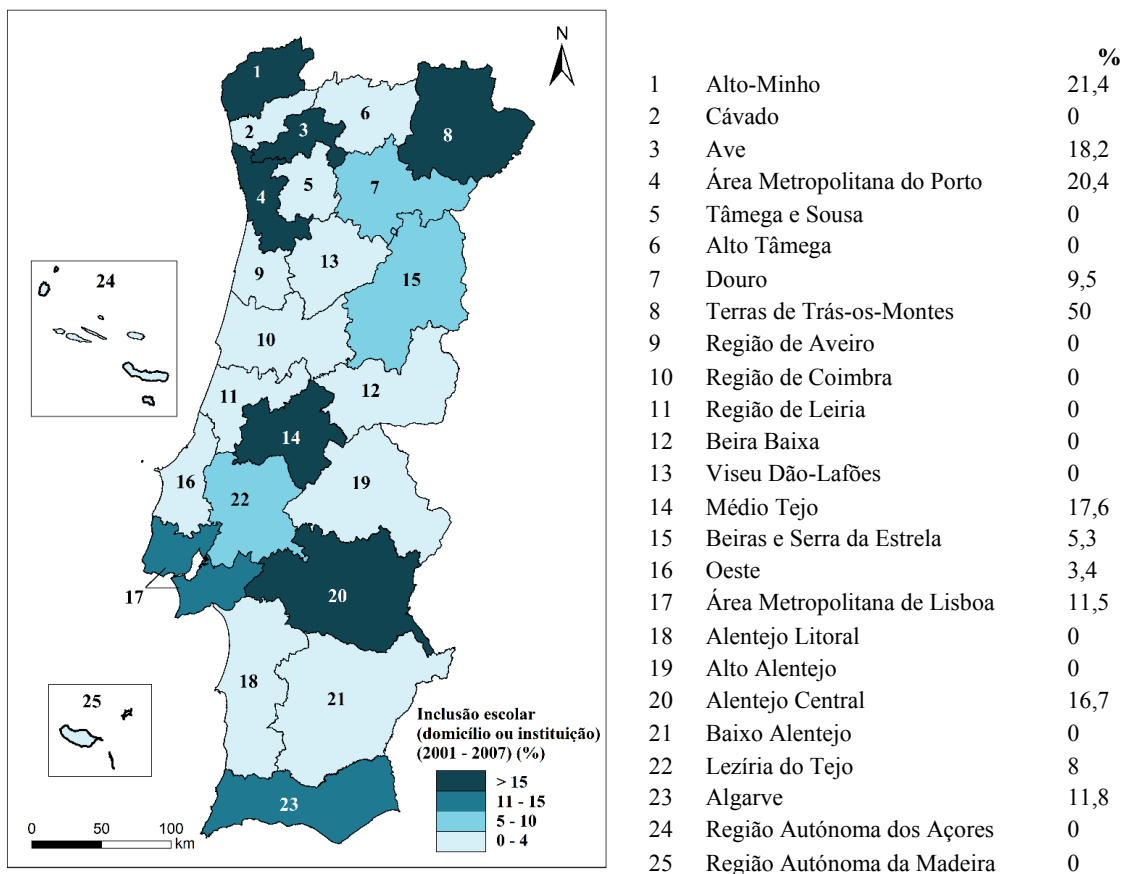 N
1
2
3
6
8
4
5
7
9
13
15
24
10
11
12
14
16
22
19
17
20
18
21
25
23
Inclusão escolar
(domicílio ou instituição)
(2001 - 2007) (%)
> 15
11 - 15
5 - 10
0 - 4
0 50 100
km
%
1 Alto-Minho 21,4
2 Cávado 0
3 Ave 18,2
4 Área Metropolitana do Porto 20,4
5 Tâmega e Sousa 0
6 Alto Tâmega 0
7 Douro 9,5
8 Terras de Trás-os-Montes 50
9 Região de Aveiro 0
10 Região de Coimbra 0
11 Região de Leiria 0
12 Beira Baixa 0
13 Viseu Dão-Lafões 0
14 Médio Tejo 17,6
15 Beiras e Serra da Estrela 5,3
16 Oeste 3,4
17 Área Metropolitana de Lisboa 11,5
18 Alentejo Litoral 0
19 Alto Alentejo 0
20 Alentejo Central 16,7
21 Baixo Alentejo 0
22 Lezíria do Tejo 8
23 Algarve 11,8
24 Região Autónoma dos Açores 0
25 Região Autónoma da Madeira 0